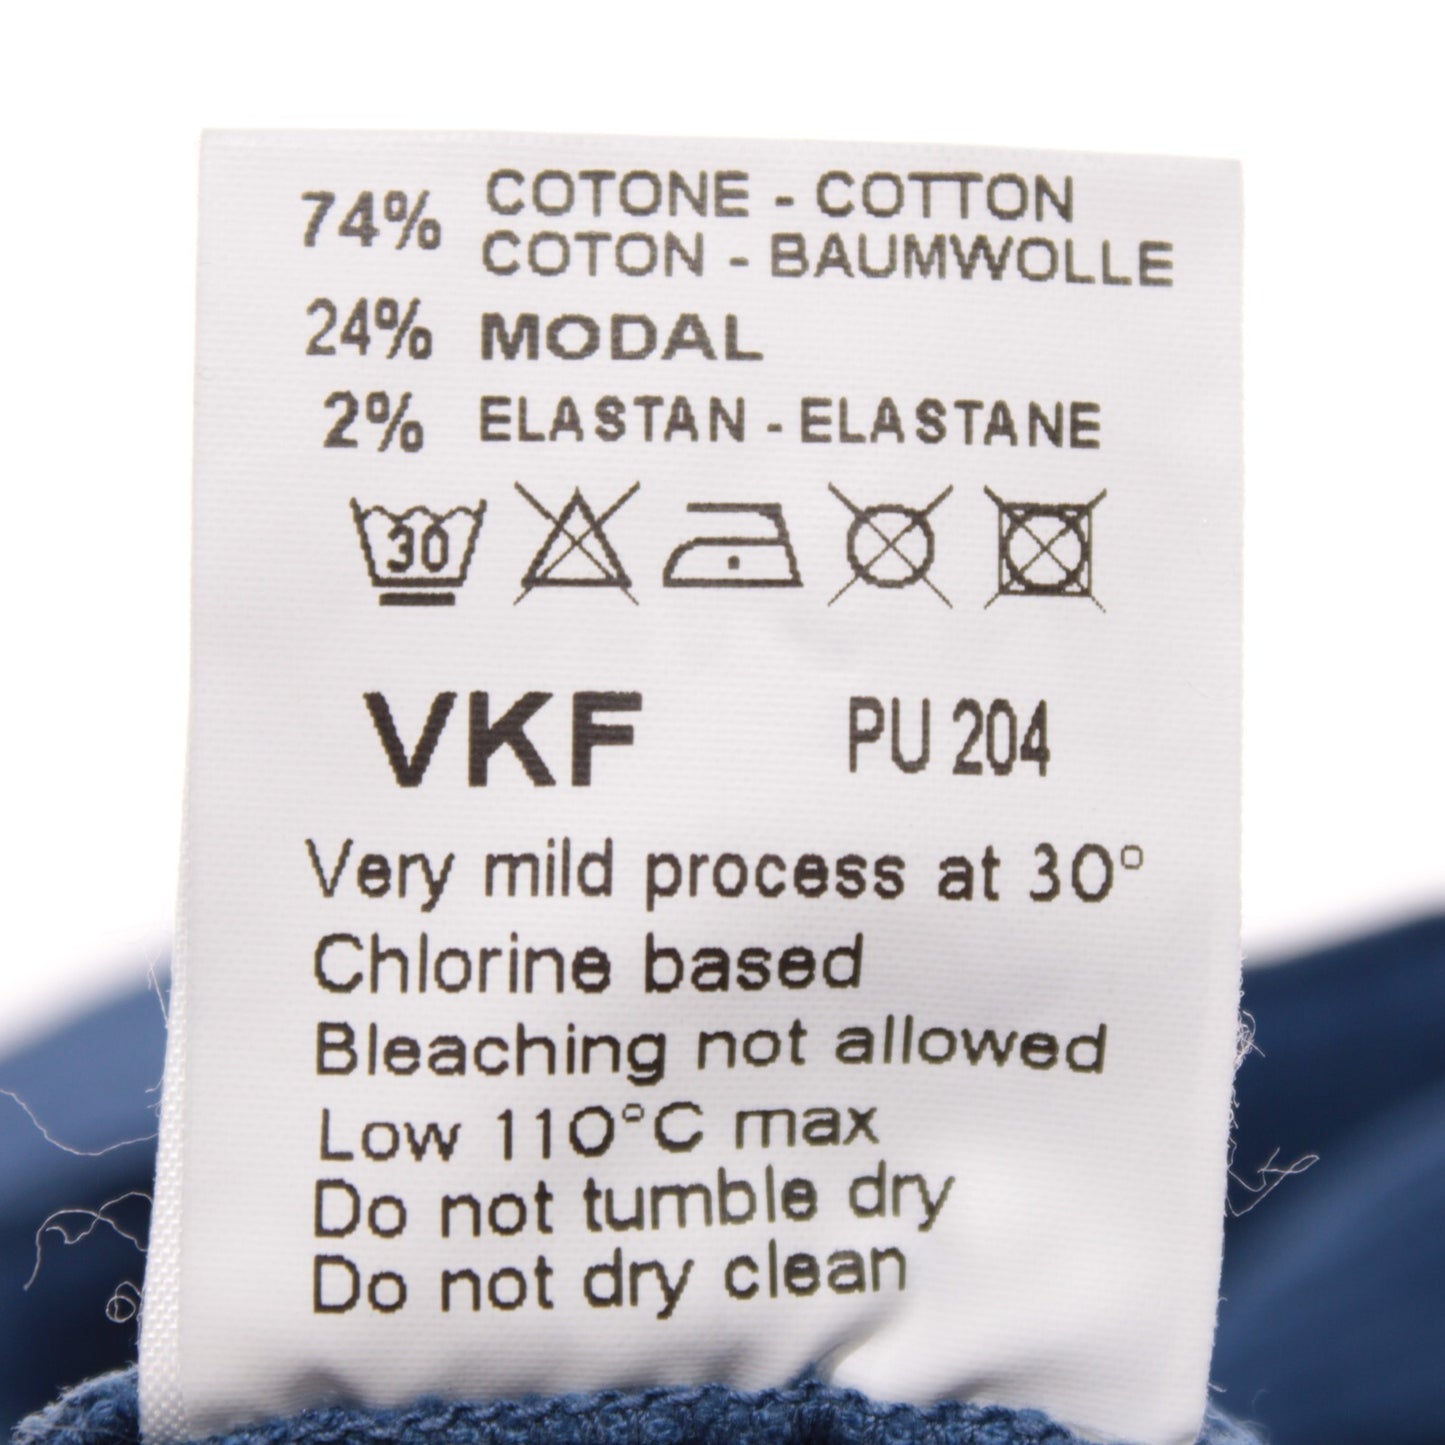 74% COTONE - COTTON
COTON - BAUMWOLLE
24% MODAL
2% ELASTAN - ELASTANE
30
VKF PU 204
Very mild process at 30°
Chlorine based
Bleaching not allowed
Low 110°C max
Do not tumble dry
Do not dry clean